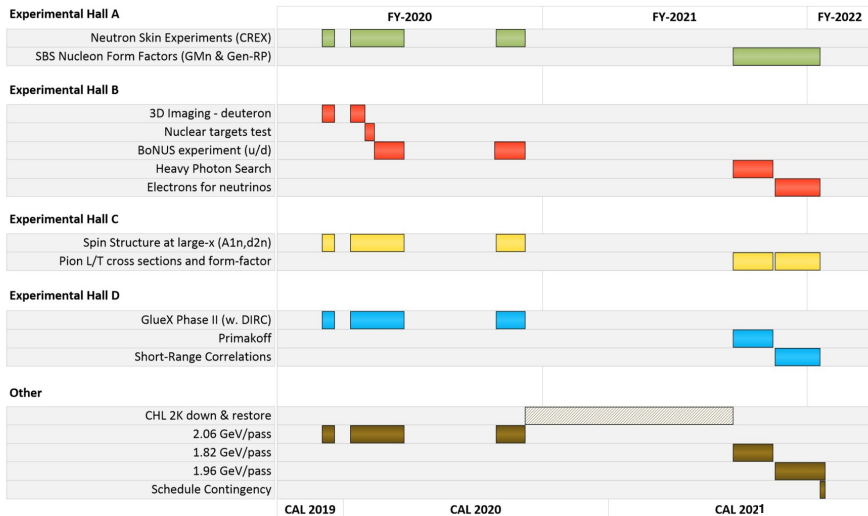 Experimental Hall A FY-2020 FY-2021 FY-2022
Neutron Skin Experiments (CREX)
SBS Nucleon Form Factors (GMn & Gen-RP)
Experimental Hall B
3D Imaging - deuteron
Nuclear targets test
BoNUS experiment (u/d)
Heavy Photon Search
Electrons for neutrinos
Experimental Hall C
Spin Structure at large-x (A1n,d2n)
Pion L/T cross sections and form-factor
Experimental Hall D
GlueX Phase II (w. DIRC)
Primakoff
Short-Range Correlations
Other
CHL 2K down & restore
2.06 GeV/pass
1.82 GeV/pass
1.96 GeV/pass
Schedule Contingency
CAL 2019 CAL 2020 CAL 2021